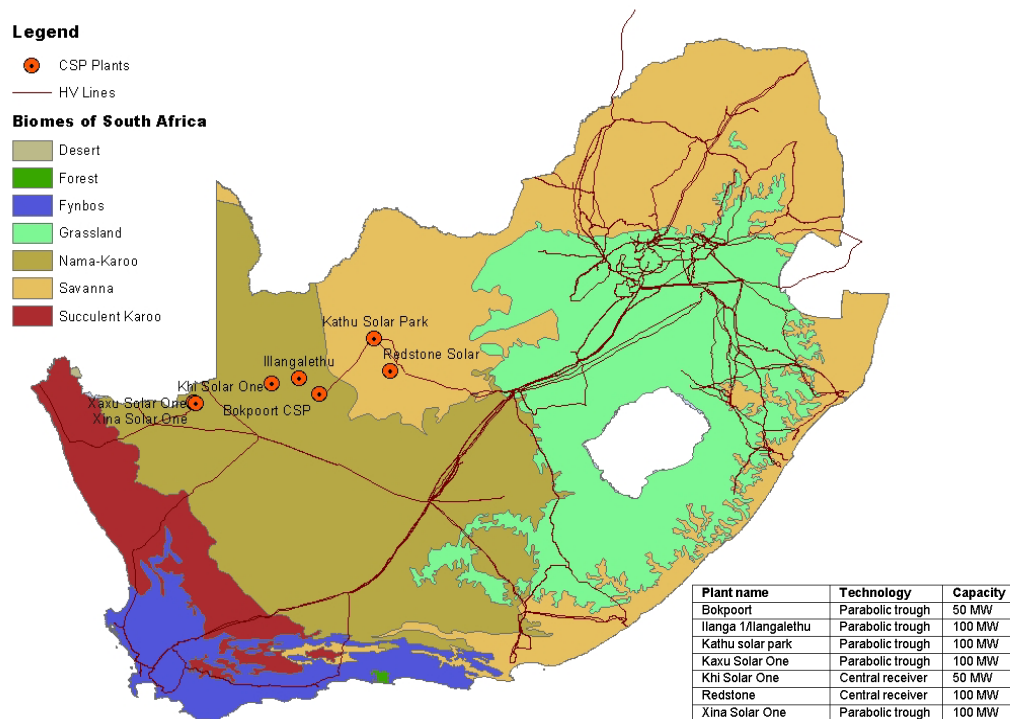 Legend
CSP Plants
HV Lines
Biomes of South Africa
Desert
Forest
Fynbos
Grassland
Nama-Karoo
Savanna
Succulent Karoo
Kathu Solar Park
Redstone Solar
Illangalethu
Khi Solar One
Bokpoort CSP
Xaxu Solar One
Xina Solar One
Plant name Technology Capacity
Bokpoort Parabolic trough 50 MW
Ilanga 1/Ilangalethu Parabolic trough 100 MW
Kathu solar park Parabolic trough 100 MW
Kaxu Solar One Parabolic trough 100 MW
Khi Solar One Central receiver 50 MW
Redstone Central receiver 100 MW
Xina Solar One Parabolic trough 100 MW